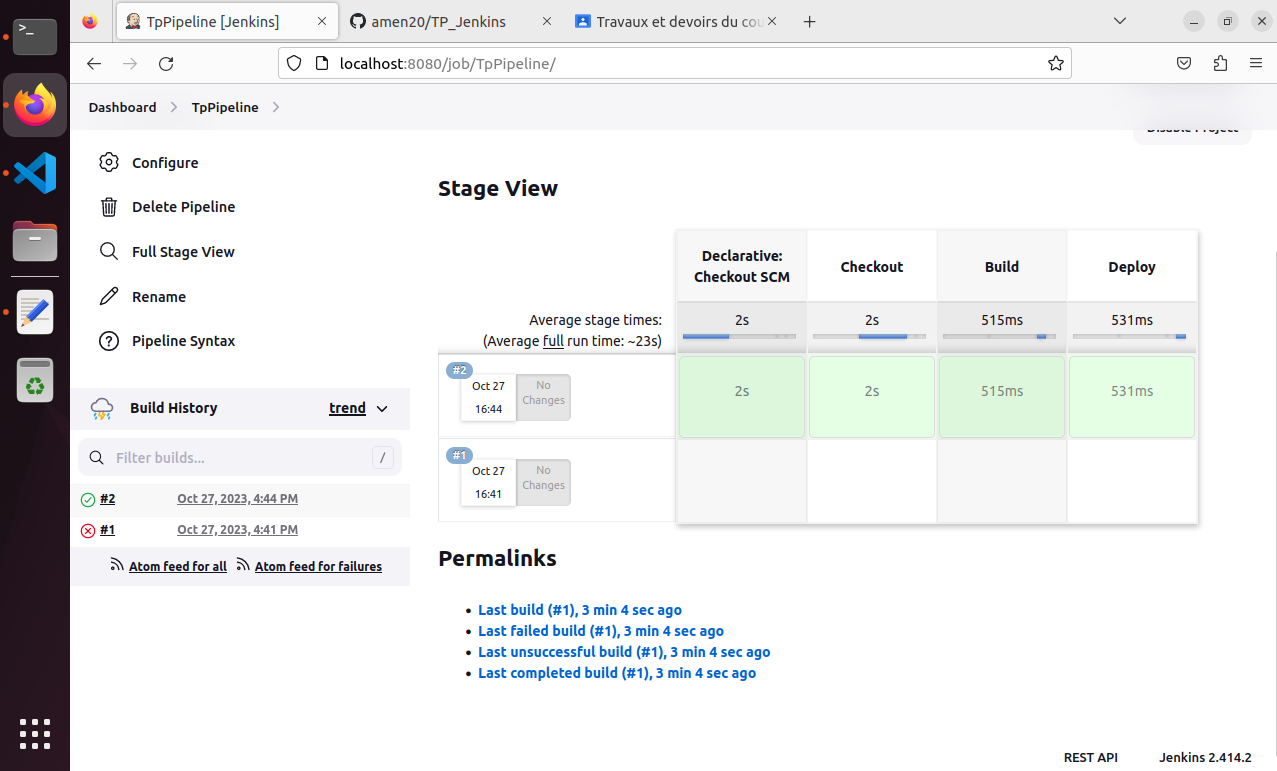 TpPipeline [Jenkins]
amen20/TP_Jenkins
Travaux et devoirs du cou
localhost:8080/job/TpPipeline/
Dashboard
TpPipeline
Disable Project
Configure
Delete Pipeline
Full Stage View
Rename
Pipeline Syntax
Build History
trend
Filter builds...
/
#2
Oct 27, 2023, 4:44 PM
#1
Oct 27, 2023, 4:41 PM
Atom feed for all
Atom feed for failures
Stage View
Declarative:
Checkout SCM
Checkout
Build
Deploy
Average stage times:
(Average full run time: ~23s)
2s
2s
515ms
531ms
#2
Oct 27
16:44
No
Changes
2s
2s
515ms
531ms
#1
Oct 27
16:41
No
Changes
Permalinks
Last build (#1), 3 min 4 sec ago
Last failed build (#1), 3 min 4 sec ago
Last unsuccessful build (#1), 3 min 4 sec ago
Last completed build (#1), 3 min 4 sec ago
REST API
Jenkins 2.414.2